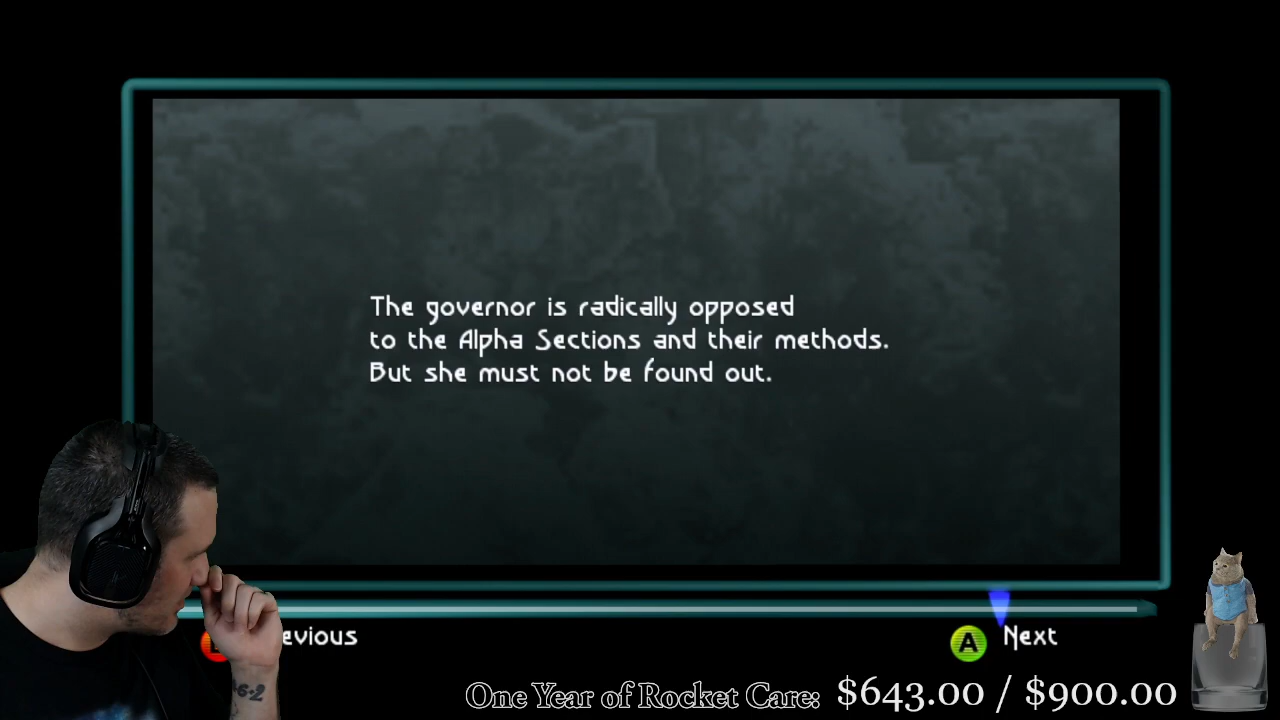 The governor is radically opposed
to the Alpha Sections and their methods.
But she must not be found out.
evious
A Next
One Year of Rocket Care: $643.00 / $900.00